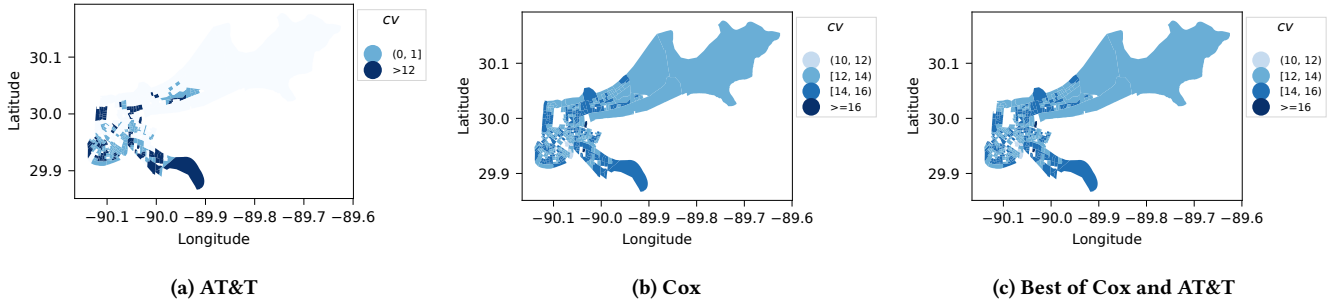 cv
(0, 1]
>12
30.1
30.0
29.9
Latitude
−90.1 −90.0 −89.9 −89.8 −89.7 −89.6
Longitude
(a) AT&T
cv
(10, 12)
[12, 14)
[14, 16)
>=16
30.1
30.0
29.9
Latitude
−90.1 −90.0 −89.9 −89.8 −89.7 −89.6
Longitude
(b) Cox
cv
(10, 12)
[12, 14)
[14, 16)
>=16
30.1
30.0
29.9
Latitude
−90.1 −90.0 −89.9 −89.8 −89.7 −89.6
Longitude
(c) Best of Cox and AT&T